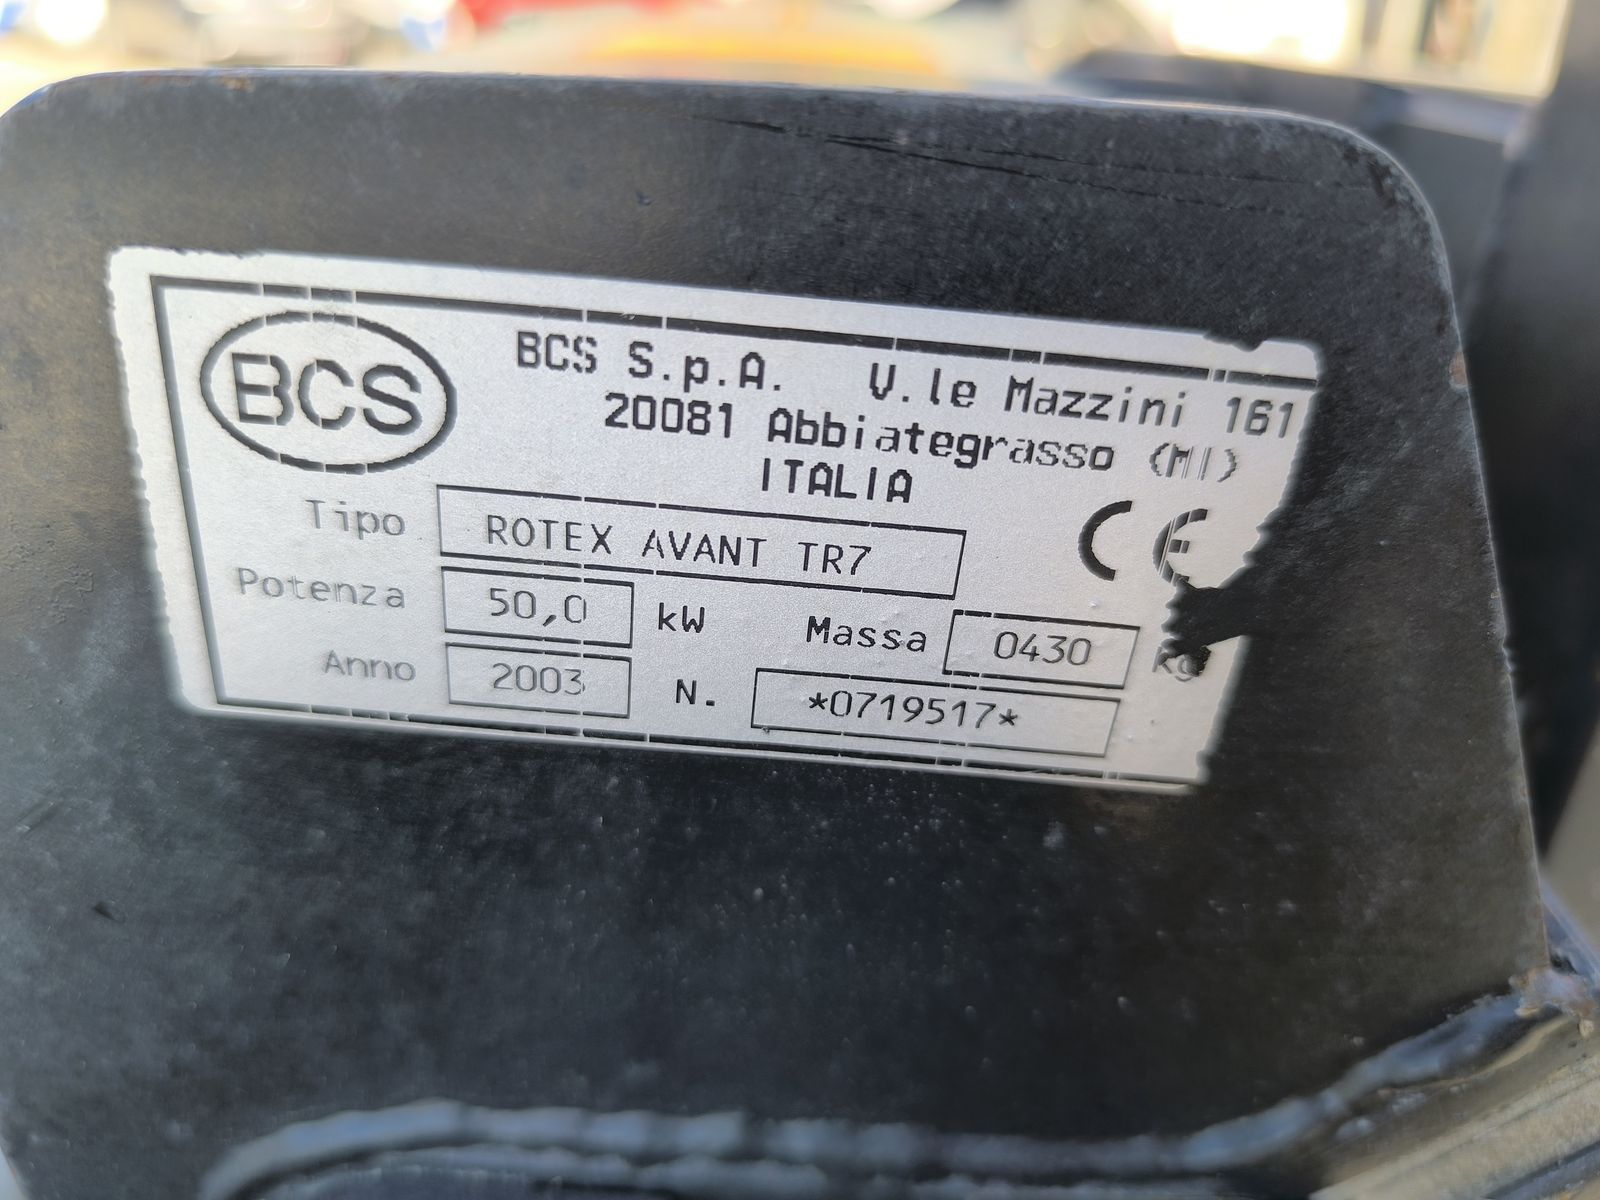 BCS
BCS S.p.A. V.le Mazzini 161
20081 Abbiategrasso (MI)
ITALIA
Tipo ROTEX AVANT TR7
CE
Potenza 50,0 kW Massa 0430 Kg
Anno 2003 N. *0719517*